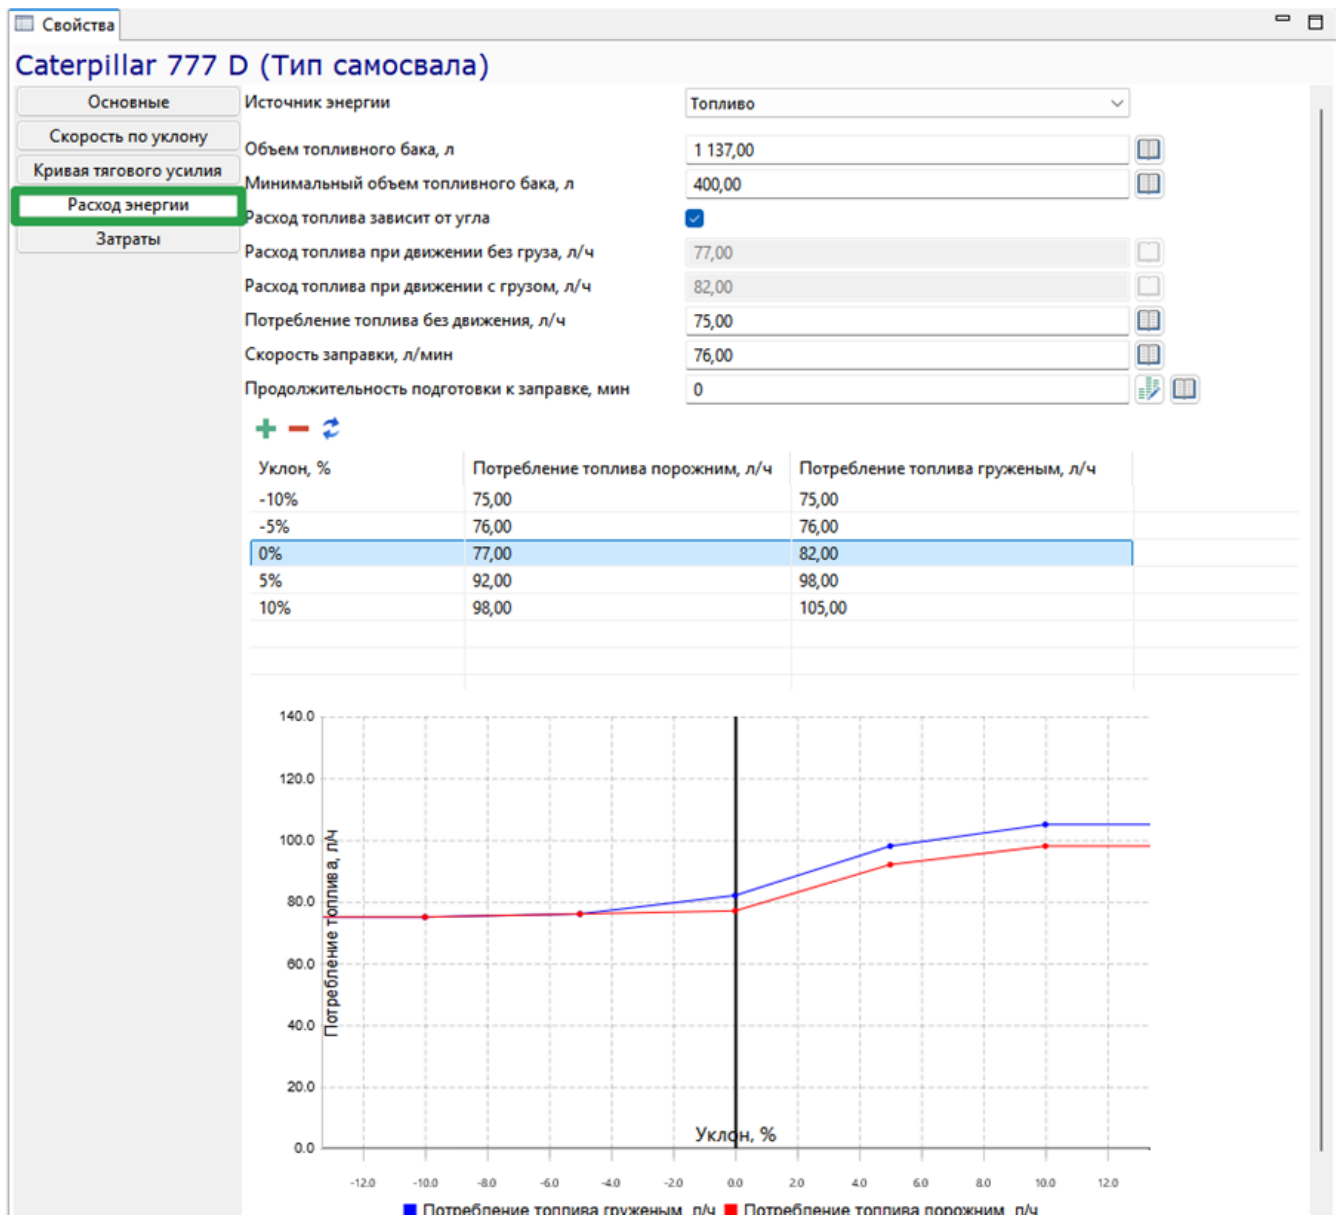 Свойства
Caterpillar 777 D (Тип самосвала)
Основные
Скорость по уклону
Кривая тягового усилия
Расход энергии
Затраты
Источник энергии Топливо
Объем топливного бака, л 1 137,00
Минимальный объем топливного бака, л 400,00
Расход топлива зависит от угла
Расход топлива при движении без груза, л/ч 77,00
Расход топлива при движении с грузом, л/ч 82,00
Потребление топлива без движения, л/ч 75,00
Скорость заправки, л/мин 76,00
Продолжительность подготовки к заправке, мин 0
Уклон, % Потребление топлива порожним, л/ч Потребление топлива груженым, л/ч
-10% 75,00 75,00
-5% 76,00 76,00
0% 77,00 82,00
5% 92,00 98,00
10% 98,00 105,00
140.0
120.0
100.0
80.0
60.0
40.0
20.0
0.0
Потребление топлива, л/ч
Уклон, %
-12.0 -10.0 -8.0 -6.0 -4.0 -2.0 0.0 2.0 4.0 6.0 8.0 10.0 12.0
Потребление топлива груженым, л/ч Потребление топлива порожним, л/ч